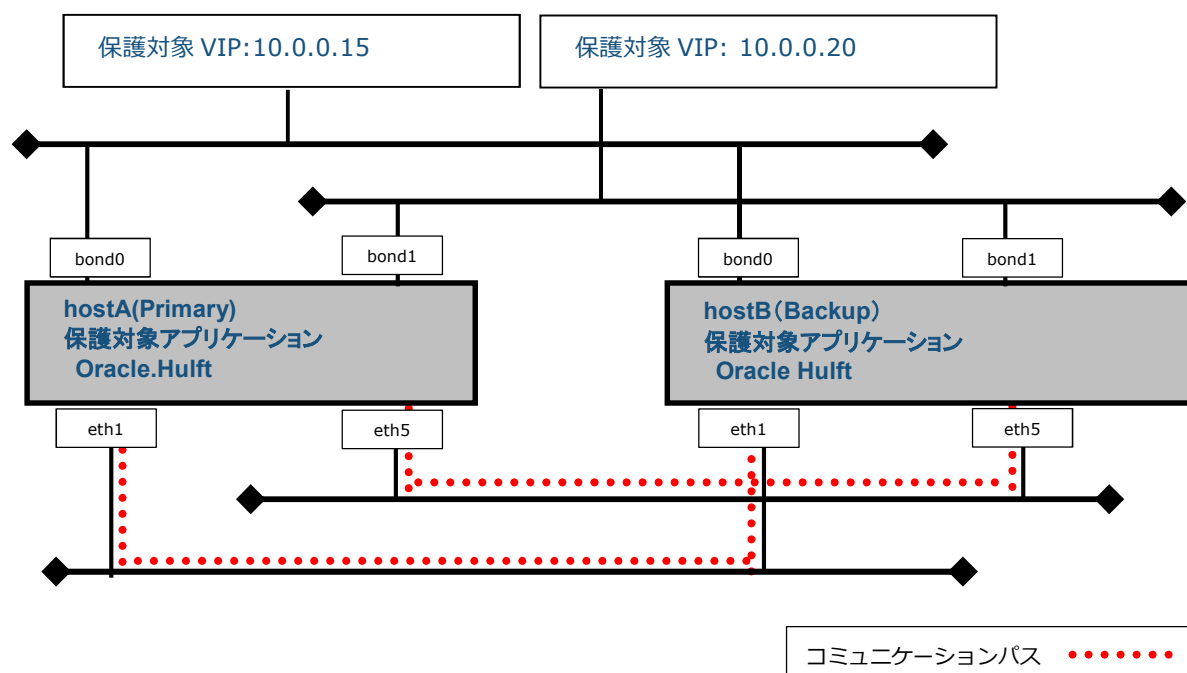 保護対象 VIP:10.0.0.15
保護対象 VIP: 10.0.0.20
bond0
bond1
bond0
bond1
hostA(Primary)
保護対象アプリケーション
Oracle.Hulft
hostB(Backup)
保護対象アプリケーション
Oracle Hulft
eth1
eth5
eth1
eth5
コミュニケーションパス